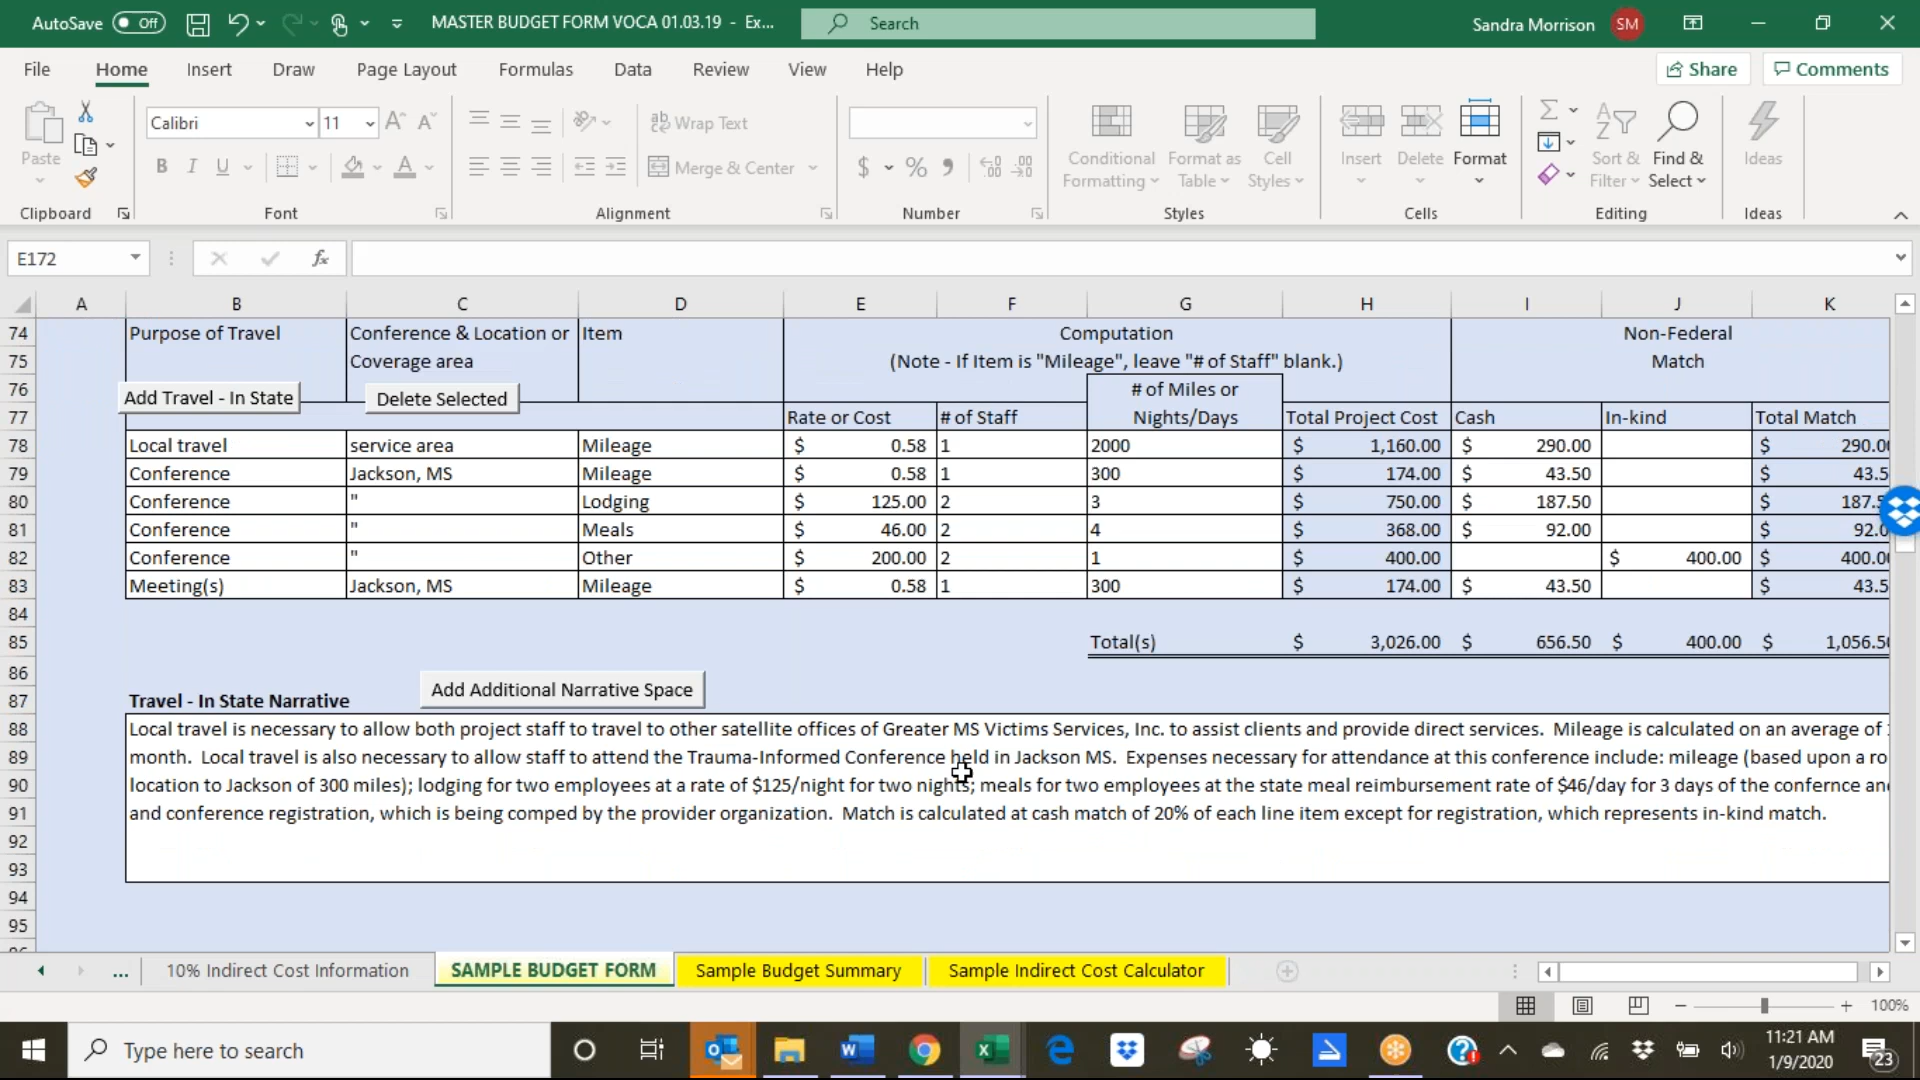 AutoSave Off MASTER BUDGET FORM VOCA 01.03.19 - Ex... Search Sandra Morrison SM
File Home Insert Draw Page Layout Formulas Data Review View Help Share Comments
Calibri 11 Wrap Text
Paste B I U Merge & Center $ % Conditional Formatting Format as Table Cell Styles Insert Delete Format Sort & Filter Find & Select Ideas
Clipboard Font Alignment Number Styles Cells Editing Ideas
E172 fx
A B C D E F G H I J K
74 Purpose of Travel Conference & Location or Item Computation Non-Federal
75 Coverage area (Note - If Item is "Mileage", leave "# of Staff" blank.) Match
76 Add Travel - In State Delete Selected # of Miles or
77 Rate or Cost # of Staff Nights/Days Total Project Cost Cash In-kind Total Match
78 Local travel service area Mileage $ 0.58 1 2000 $ 1,160.00 $ 290.00 $ 290.00
79 Conference Jackson, MS Mileage $ 0.58 1 300 $ 174.00 $ 43.50 $ 43.5
80 Conference " Lodging $ 125.00 2 3 $ 750.00 $ 187.50 $ 187.5
81 Conference " Meals $ 46.00 2 4 $ 368.00 $ 92.00 $ 92.0
82 Conference " Other $ 200.00 2 1 $ 400.00 $ 400.00 $ 400.00
83 Meeting(s) Jackson, MS Mileage $ 0.58 1 300 $ 174.00 $ 43.50 $ 43.5
84
85 Total(s) $ 3,026.00 $ 656.50 $ 400.00 $ 1,056.50
86 Add Additional Narrative Space
87 Travel - In State Narrative
88 Local travel is necessary to allow both project staff to travel to other satellite offices of Greater MS Victims Services, Inc. to assist clients and provide direct services. Mileage is calculated on an average of
89 month. Local travel is also necessary to allow staff to attend the Trauma-Informed Conference held in Jackson MS. Expenses necessary for attendance at this conference include: mileage (based upon a ro
90 location to Jackson of 300 miles); lodging for two employees at a rate of $125/night for two nights; meals for two employees at the state meal reimbursement rate of $46/day for 3 days of the confernce and
91 and conference registration, which is being comped by the provider organization. Match is calculated at cash match of 20% of each line item except for registration, which represents in-kind match.
92
93
94
95
... 10% Indirect Cost Information SAMPLE BUDGET FORM Sample Budget Summary Sample Indirect Cost Calculator
100%
Type here to search 11:21 AM
1/9/2020 23